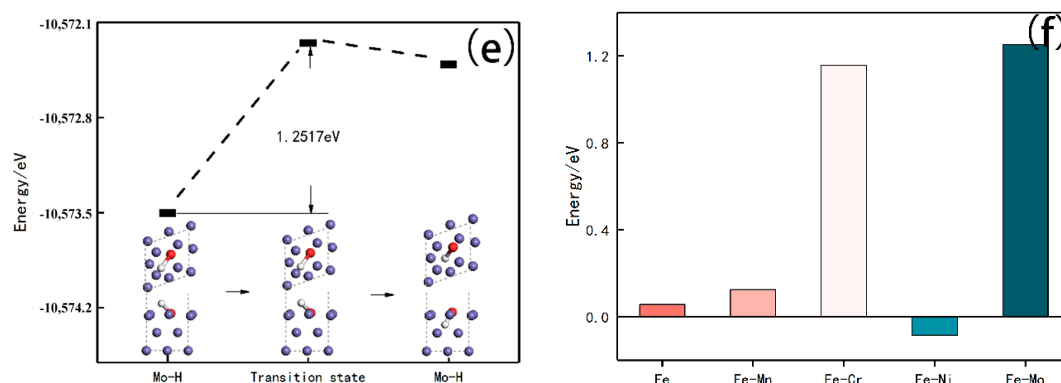 (e)
Energy/eV
-10,572.1
-10,572.8
-10,573.5
-10,574.2
1.2517eV
Mo-H
Transition state
Mo-H
(f)
Energy/eV
1.2
0.8
0.4
0.0
Fe
Fe-Mn
Fe-Cr
Fe-Ni
Fe-Mo